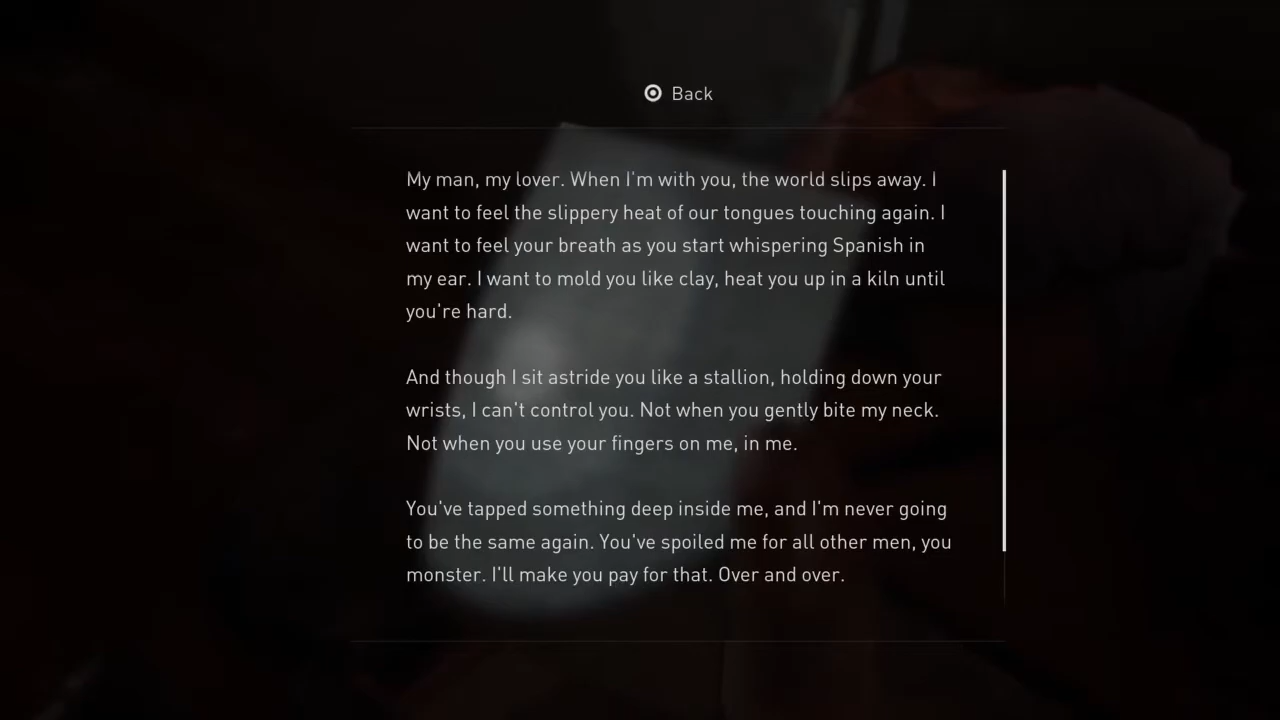 Back
My man, my lover. When I'm with you, the world slips away. I
want to feel the slippery heat of our tongues touching again. I
want to feel your breath as you start whispering Spanish in
my ear. I want to mold you like clay, heat you up in a kiln until
you're hard.
And though I sit astride you like a stallion, holding down your
wrists, I can't control you. Not when you gently bite my neck.
Not when you use your fingers on me, in me.
You've tapped something deep inside me, and I'm never going
to be the same again. You've spoiled me for all other men, you
monster. I'll make you pay for that. Over and over.